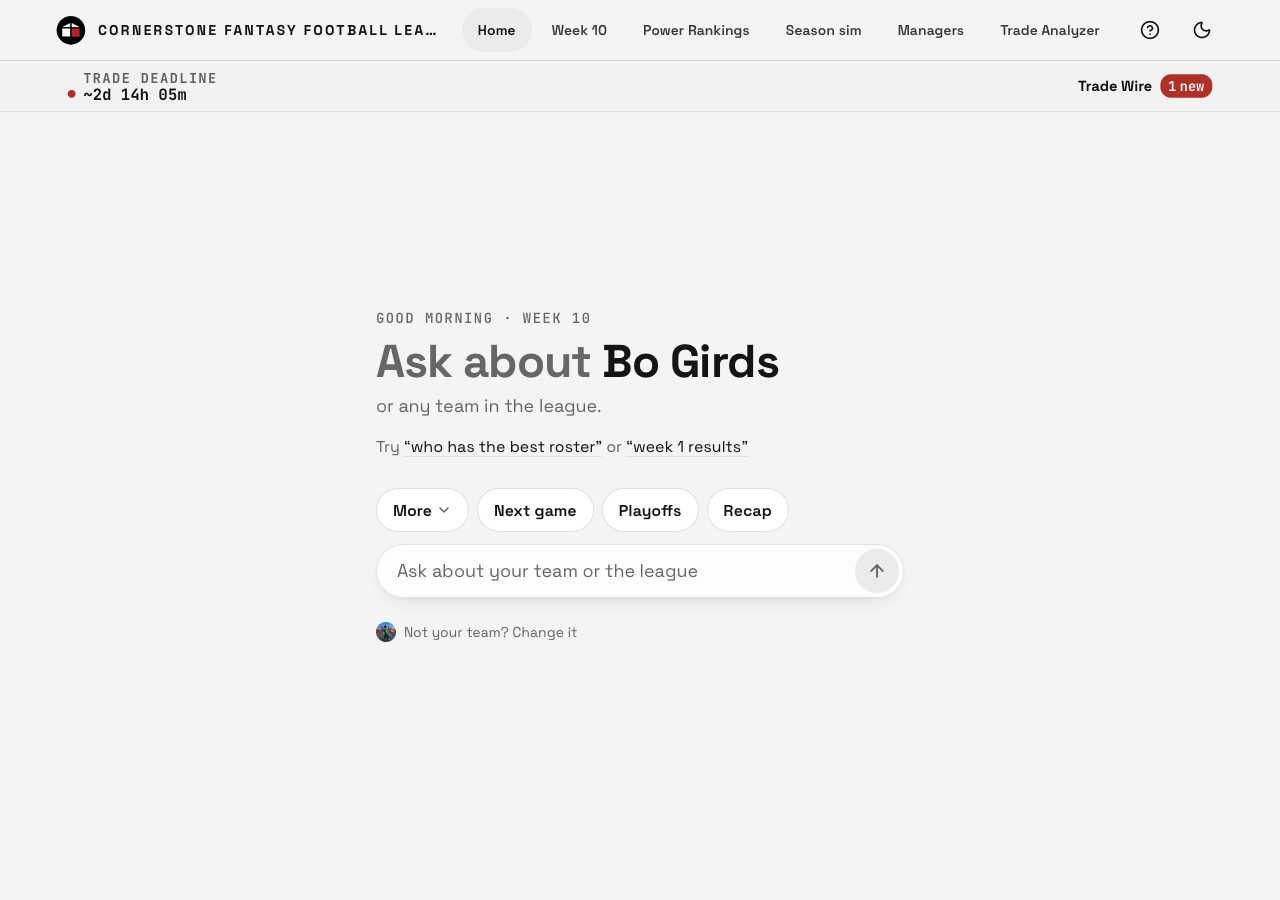 CORNERSTONE FANTASY FOOTBALL LEA…
Home
Week 10
Power Rankings
Season sim
Managers
Trade Analyzer
TRADE DEADLINE
~2d 14h 05m
Trade Wire
1 new
GOOD MORNING · WEEK 10
Ask about Bo Girds
or any team in the league.
Try “who has the best roster” or “week 1 results”
More
Next game
Playoffs
Recap
Ask about your team or the league
Not your team? Change it